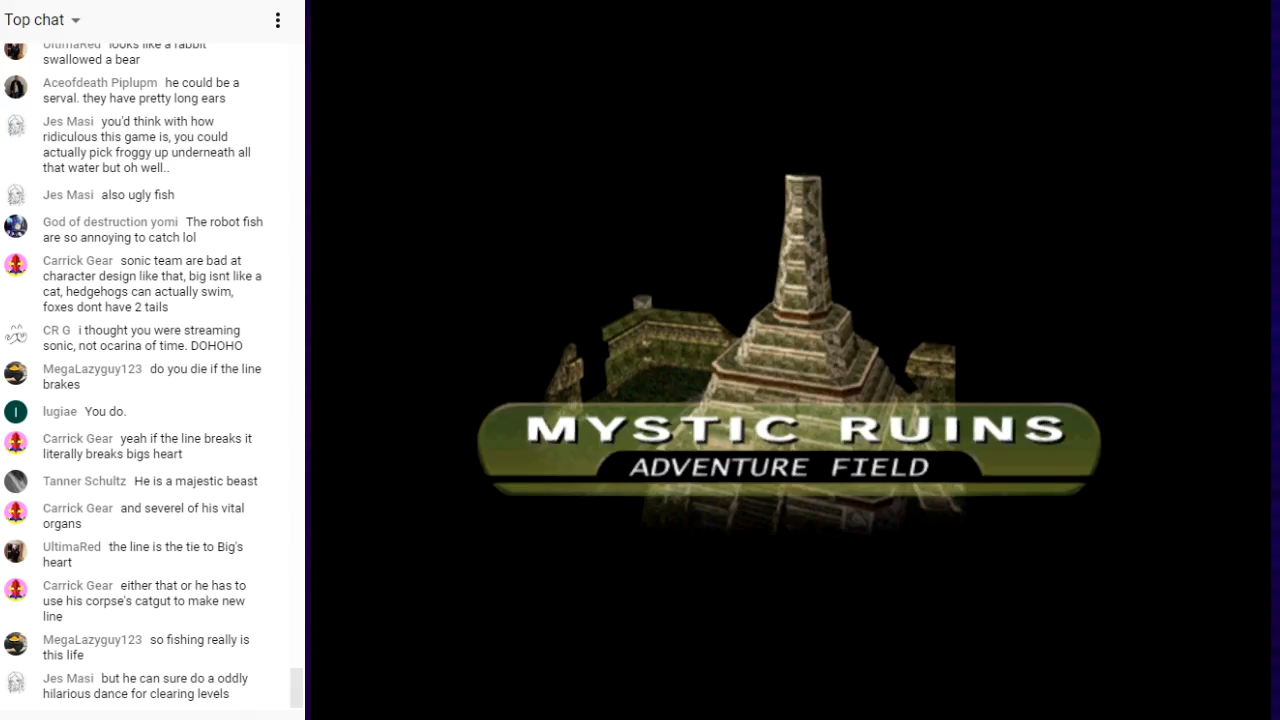 Top chat
UltimaRed looks like a rabbit
swallowed a bear
Aceofdeath Piplupm he could be a
serval. they have pretty long ears
Jes Masi you'd think with how
ridiculous this game is, you could
actually pick froggy up underneath all
that water but oh well..
Jes Masi also ugly fish
God of destruction yomi The robot fish
are so annoying to catch lol
Carrick Gear sonic team are bad at
character design like that, big isnt like a
cat, hedgehogs can actually swim,
foxes dont have 2 tails
CR G i thought you were streaming
sonic, not ocarina of time. DOHOHO
MegaLazyguy123 do you die if the line
brakes
I
lugiae You do.
Carrick Gear yeah if the line breaks it
literally breaks bigs heart
Tanner Schultz He is a majestic beast
Carrick Gear and severel of his vital
organs
UltimaRed the line is the tie to Big's
heart
Carrick Gear either that or he has to
use his corpse's catgut to make new
line
MegaLazyguy123 so fishing really is
this life
Jes Masi but he can sure do a oddly
hilarious dance for clearing levels
MYSTIC RUINS
ADVENTURE FIELD